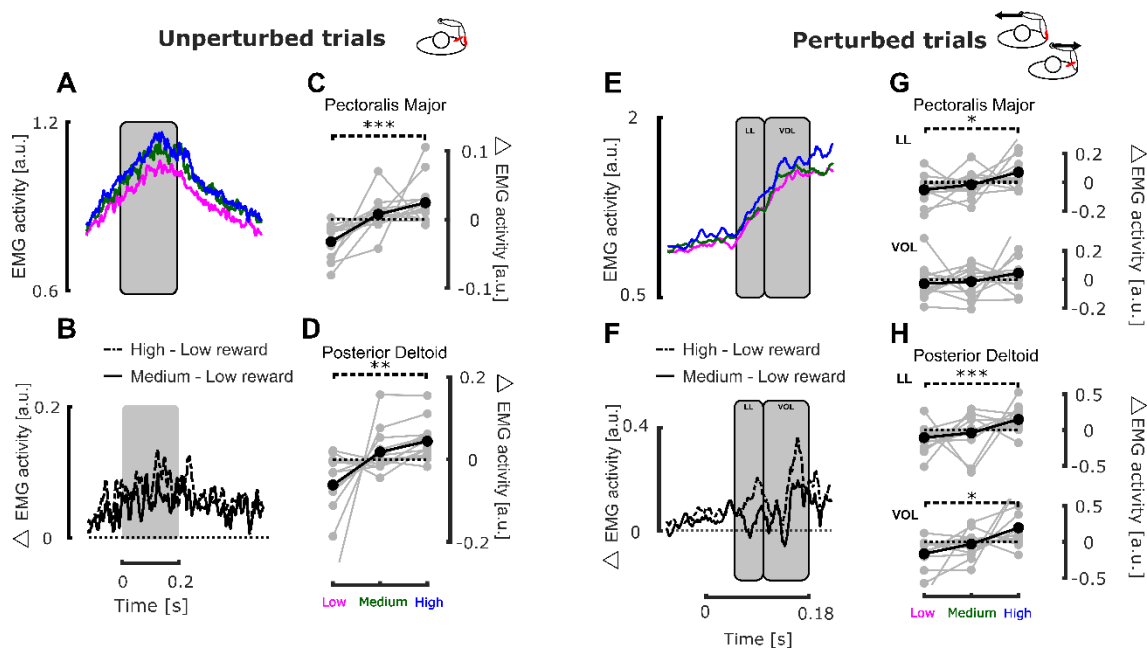 Unperturbed trials
Perturbed trials
A
EMG activity [a.u.]
1.2
0.6
C
Pectoralis Major
***
0.1
0
-0.1
△ EMG activity [a.u.]
B
High - Low reward
Medium - Low reward
△ EMG activity [a.u.]
0.2
0
0 0.2
Time [s]
D
Posterior Deltoid
**
0.2
0
-0.2
△ EMG activity [a.u.]
Low Medium High
E
EMG activity [a.u.]
2
0.5
LL VOL
G
Pectoralis Major
*
LL
0.2
0
-0.2
VOL
0.2
0
-0.2
△ EMG activity [a.u.]
F
High - Low reward
Medium - Low reward
△ EMG activity [a.u.]
0.4
0
LL VOL
0 0.18
Time [s]
H
Posterior Deltoid
LL
***
0.5
0
-0.5
VOL
*
0.5
0
-0.5
△ EMG activity [a.u.]
Low Medium High